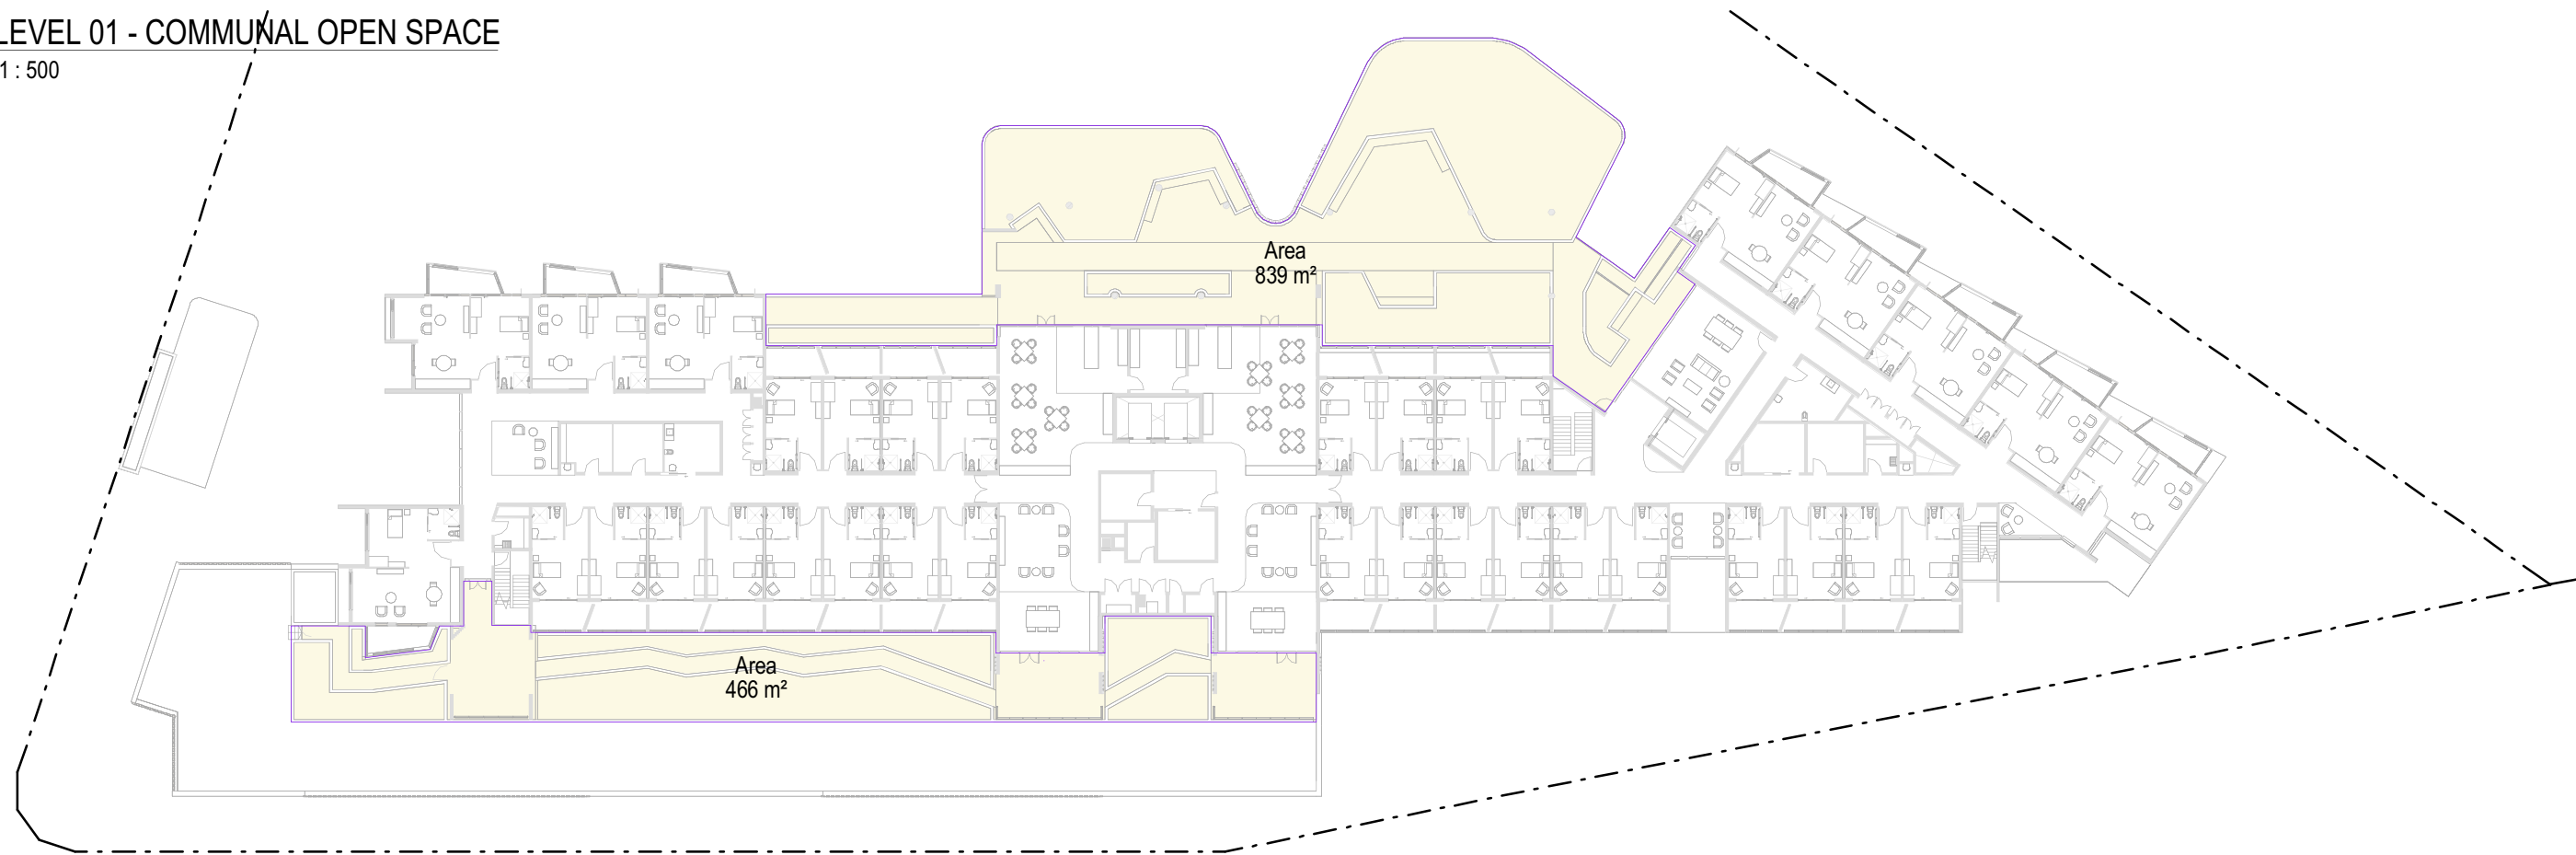 LEVEL 01 - COMMUNAL OPEN SPACE
1 : 500
Area
839 m²
Area
466 m²